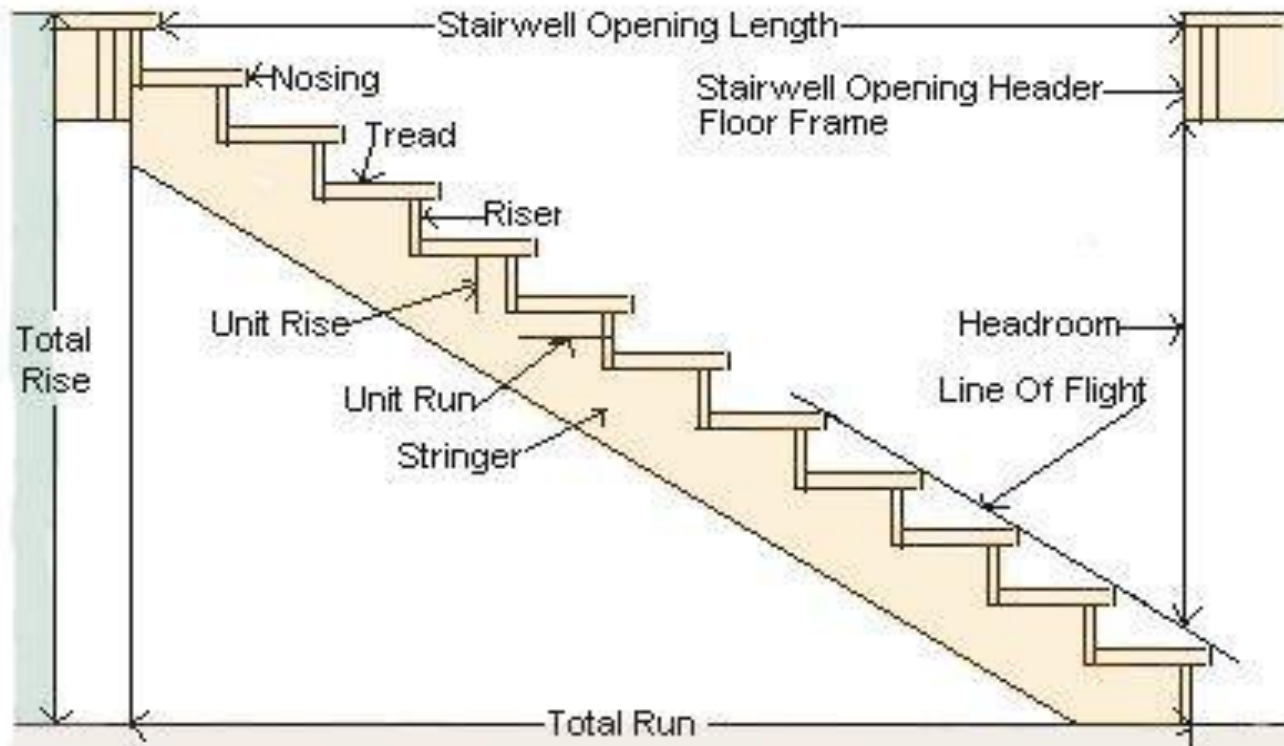 Stairwell Opening Length
Nosing
Stairwell Opening Header
Floor Frame
Tread
Riser
Unit Rise
Headroom
Total
Rise
Unit Run
Line Of Flight
Stringer
Total Run